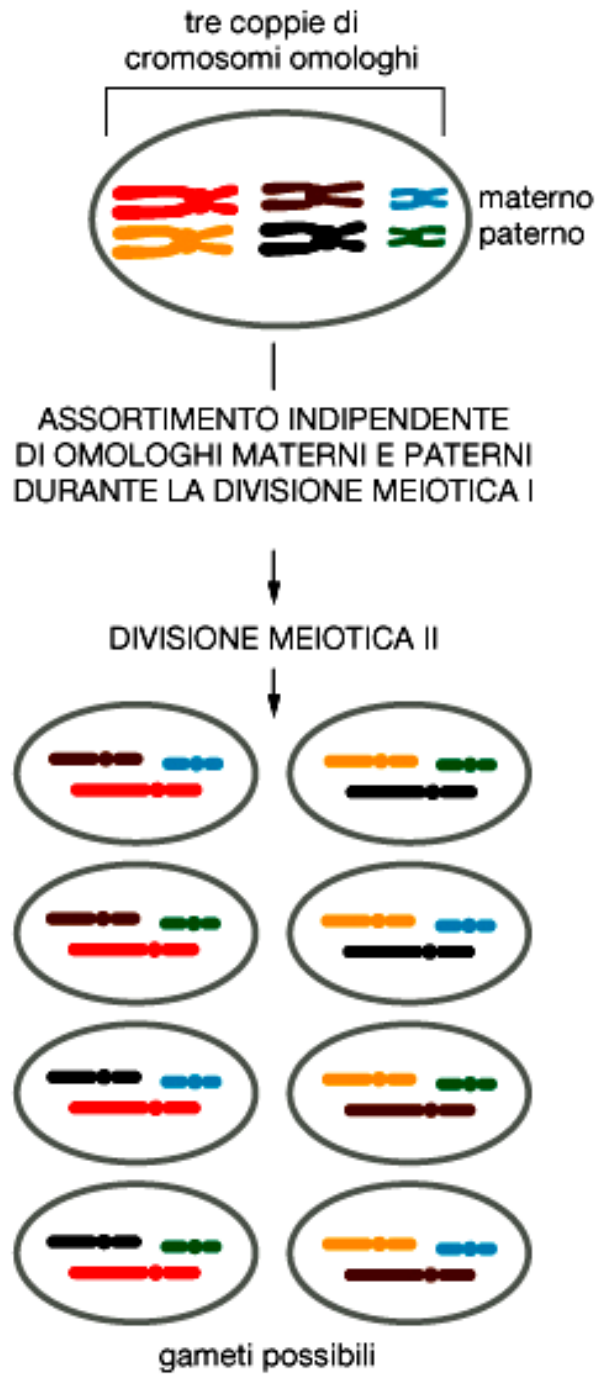 tre coppie di
cromosomi omologhi
materno
paterno
ASSORTIMENTO INDIPENDENTE
DI OMOLOGHI MATERNI E PATERNI
DURANTE LA DIVISIONE MEIOTICA I
DIVISIONE MEIOTICA II
gameti possibili